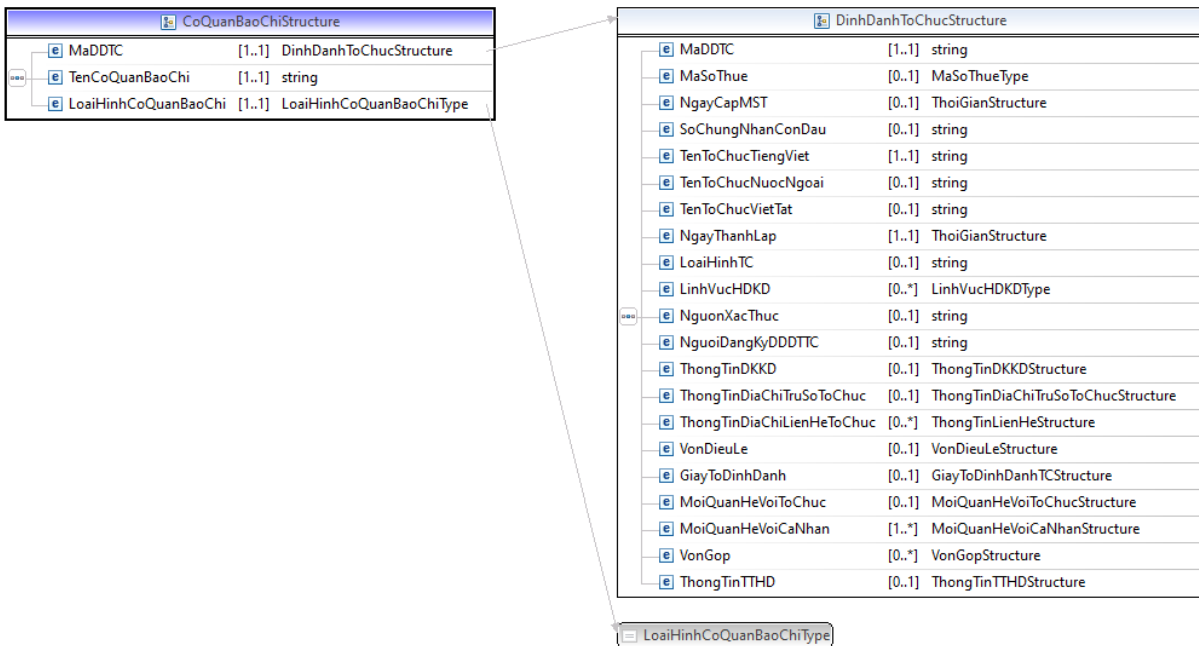 CoQuanBaoChiStructure
e MaDDTC [1..1] DinhDanhToChucStructure
e TenCoQuanBaoChi [1..1] string
e LoaiHinhCoQuanBaoChi [1..1] LoaiHinhCoQuanBaoChiType
DinhDanhToChucStructure
e MaDDTC [1..1] string
e MaSoThue [0..1] MaSoThueType
e NgayCapMST [0..1] ThoiGianStructure
e SoChungNhanConDau [0..1] string
e TenToChucTiengViet [1..1] string
e TenToChucNuocNgoai [0..1] string
e TenToChucVietTat [0..1] string
e NgayThanhLap [1..1] ThoiGianStructure
e LoaiHinhTC [0..1] string
e LinhVucHDKD [0..*] LinhVucHDKDType
e NguonXacThuc [0..1] string
e NguoiDangKyDDDTTC [0..1] string
e ThongTinDKKD [0..1] ThongTinDKKDStructure
e ThongTinDiaChiTruSoToChuc [0..1] ThongTinDiaChiTruSoToChucStructure
e ThongTinDiaChiLienHeToChuc [0..*] ThongTinLienHeStructure
e VonDieuLe [0..1] VonDieuLeStructure
e GiayToDinhDanh [0..1] GiayToDinhDanhTCStructure
e MoiQuanHeVoiToChuc [0..1] MoiQuanHeVoiToChucStructure
e MoiQuanHeVoiCaNhan [1..*] MoiQuanHeVoiCaNhanStructure
e VonGop [0..*] VonGopStructure
e ThongTinTTHD [0..1] ThongTinTTHDStructure
LoaiHinhCoQuanBaoChiType